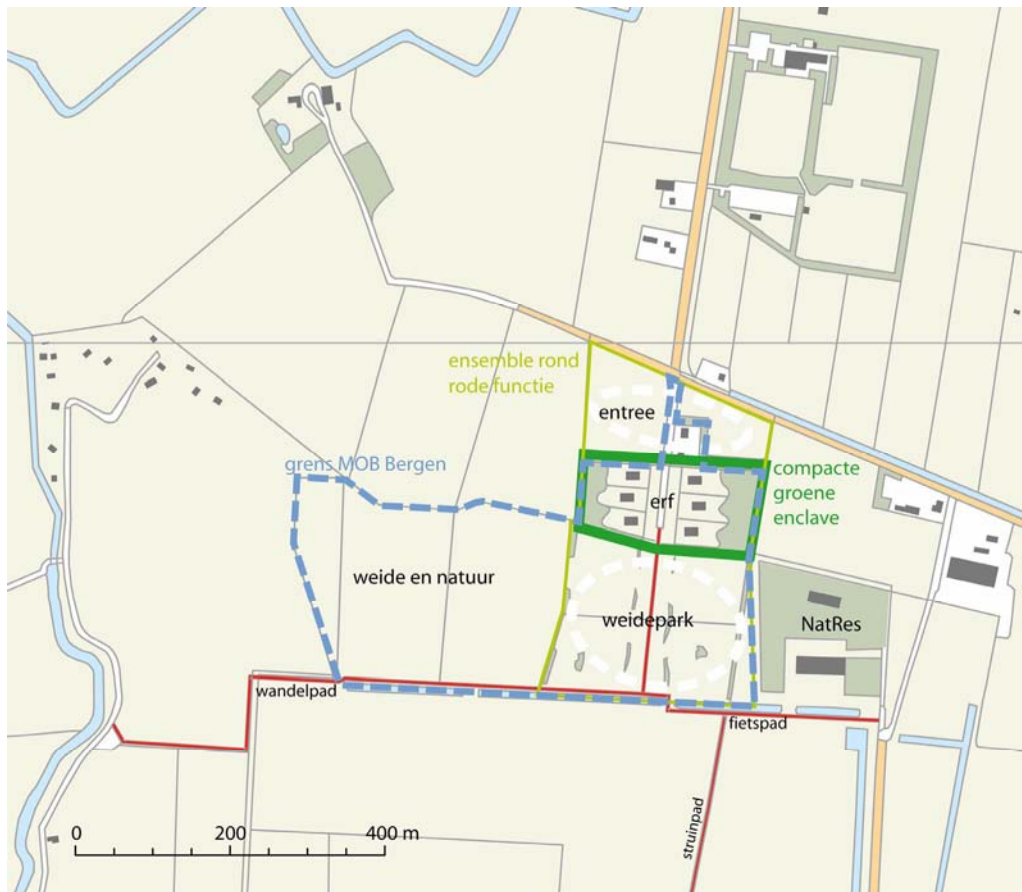 ensemble rond
rode functie
entree
grens MOB Bergen
compacte
groene
enclave
erf
weide en natuur
weidepark
NatRes
wandelpad
fietspad
struinpad
0 200 400 m